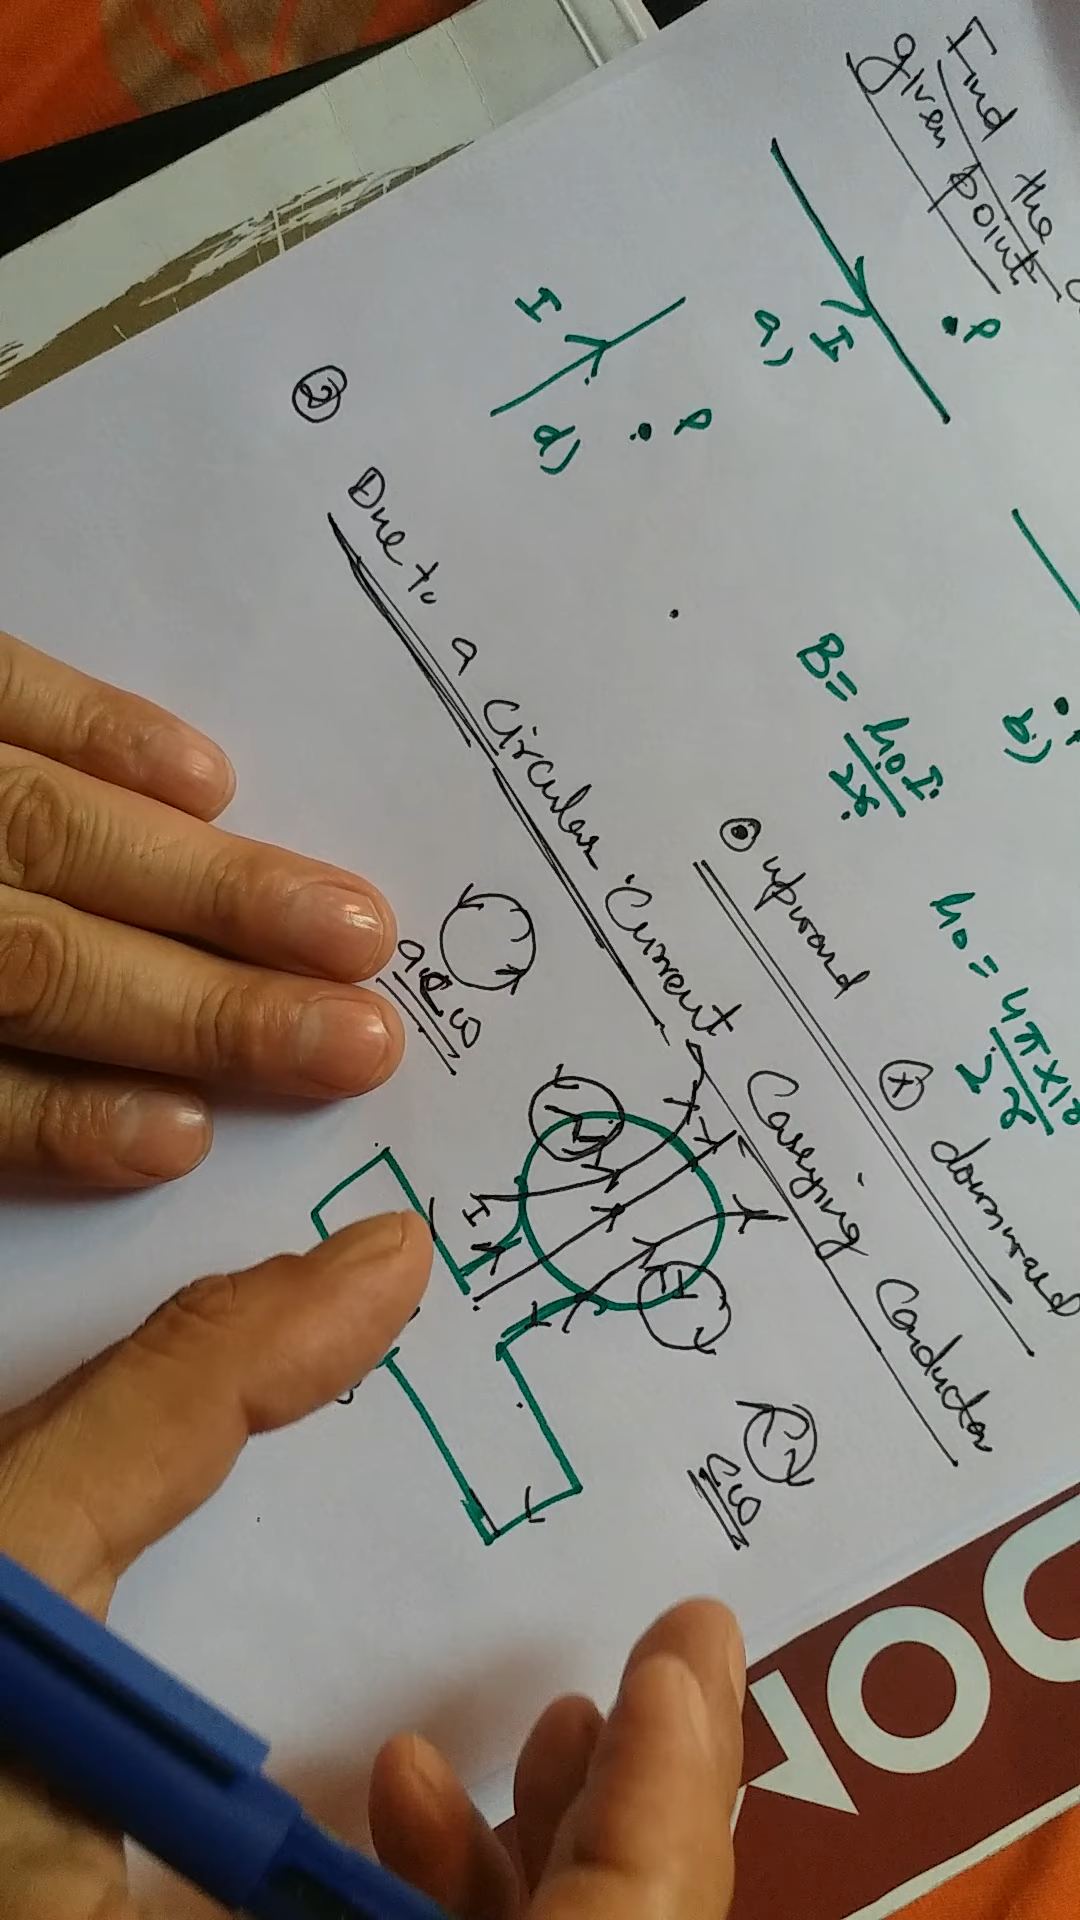 Find the
given point
P
I
a)
b)
I
P
d)
B = μ0I / 2r
μ0 = 4π×10
⊙ upward ⊗ downward
② Due to a Circular Current Carrying Conductor
acw
I
cw